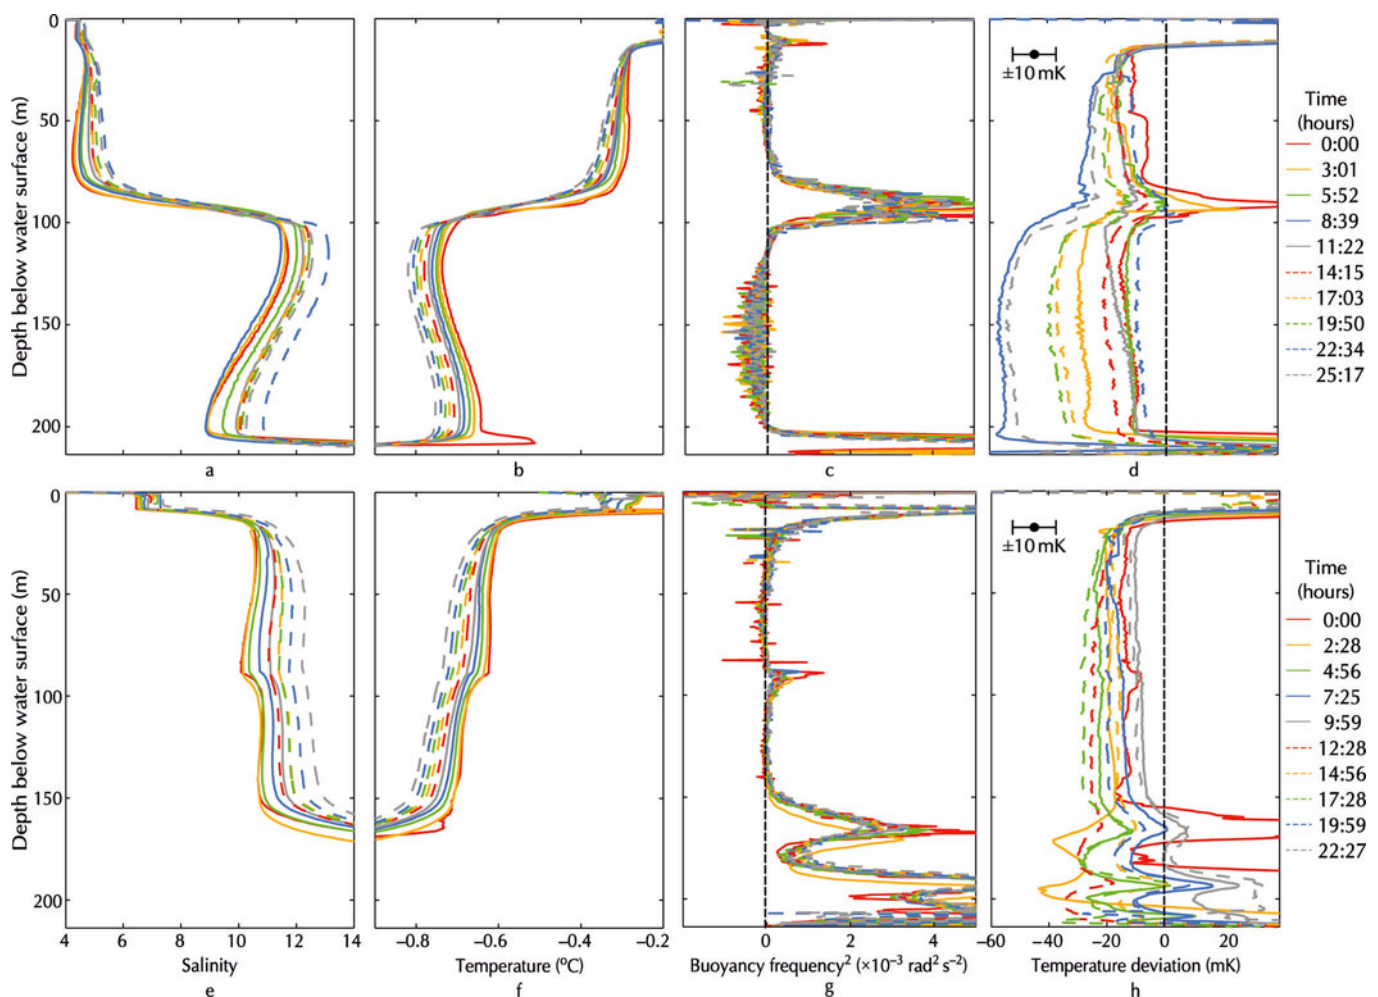 0
50
100
150
200
Depth below water surface (m)
a
b
c
d
±10 mK
Time
(hours)
0:00
3:01
5:52
8:39
11:22
14:15
17:03
19:50
22:34
25:17
0
50
100
150
200
Depth below water surface (m)
±10 mK
Time
(hours)
0:00
2:28
4:56
7:25
9:59
12:28
14:56
17:28
19:59
22:27
4 6 8 10 12 14
−0.8 −0.6 −0.4 −0.2
0 2 4
−60 −40 −20 0 20
Salinity
Temperature (ºC)
Buoyancy frequency² (×10⁻³ rad² s⁻²)
Temperature deviation (mK)
e
f
g
h